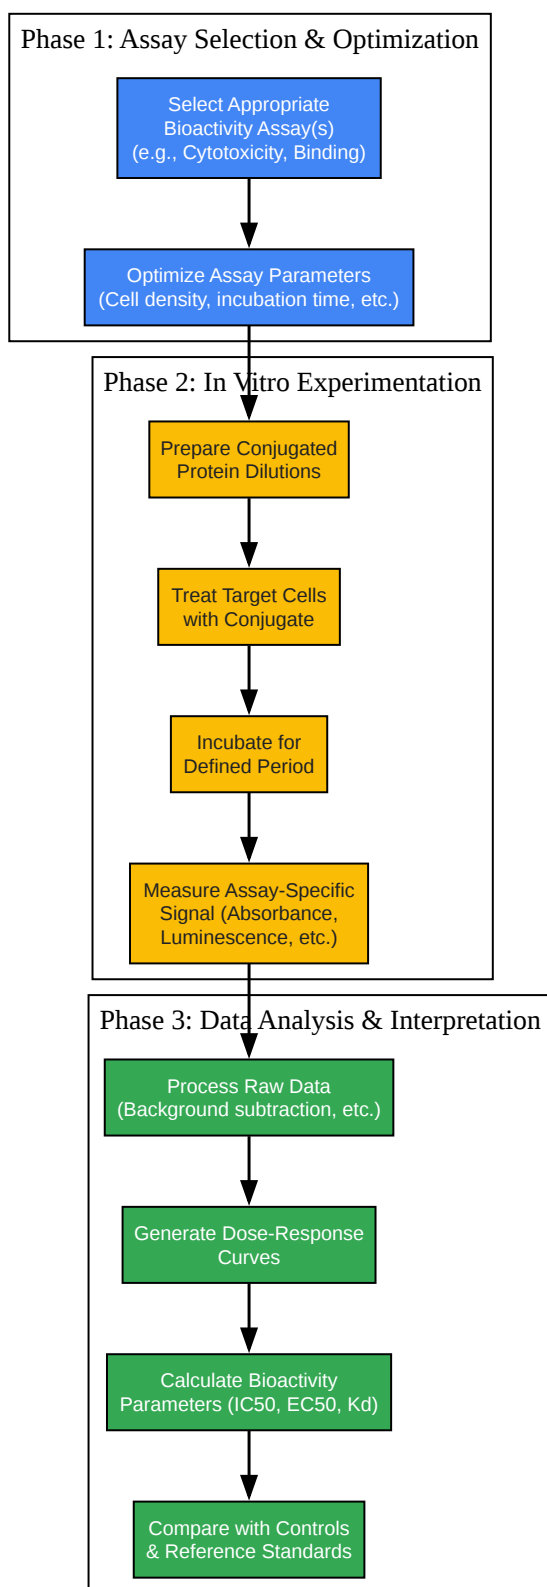 Phase 1: Assay Selection & Optimization
Select Appropriate
Bioactivity Assay(s)
(e.g., Cytotoxicity, Binding)
Optimize Assay Parameters
(Cell density, incubation time, etc.)
Phase 2: In Vitro Experimentation
Prepare Conjugated
Protein Dilutions
Treat Target Cells
with Conjugate
Incubate for
Defined Period
Measure Assay-Specific
Signal (Absorbance,
Luminescence, etc.)
Phase 3: Data Analysis & Interpretation
Process Raw Data
(Background subtraction, etc.)
Generate Dose-Response
Curves
Calculate Bioactivity
Parameters (IC50, EC50, Kd)
Compare with Controls
& Reference Standards